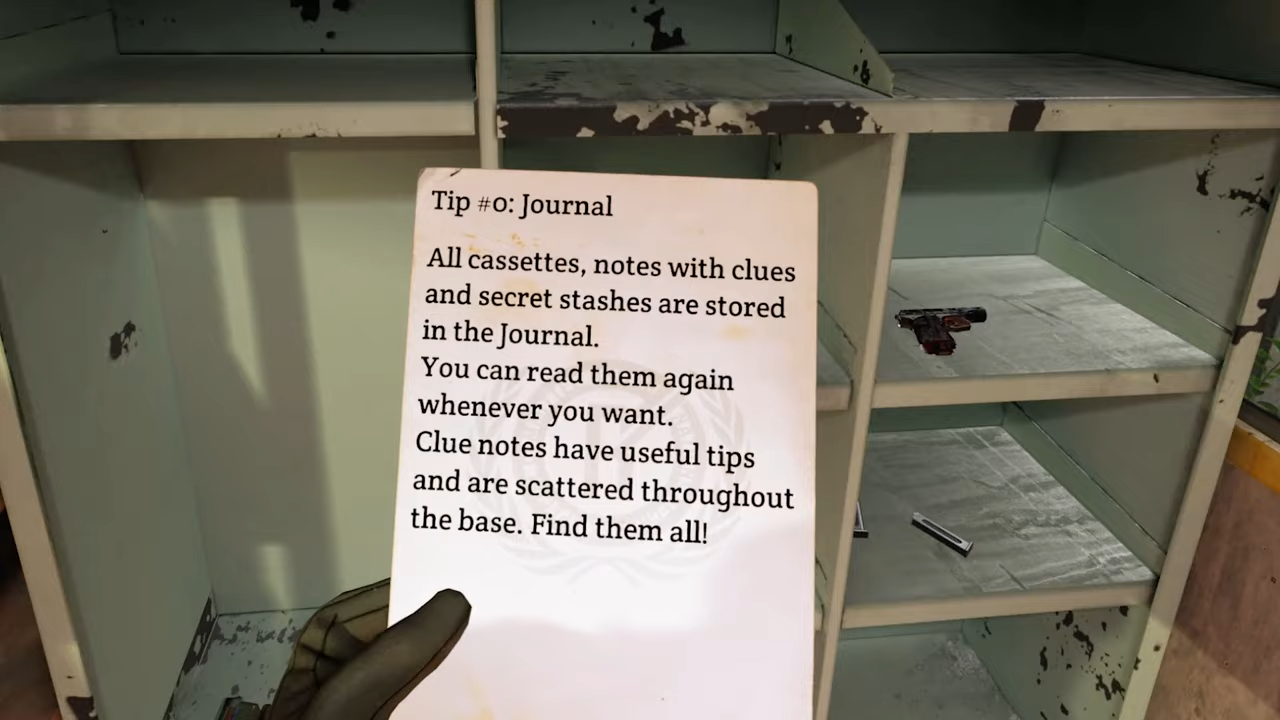 Tip #0: Journal
All cassettes, notes with clues
and secret stashes are stored
in the Journal.
You can read them again
whenever you want.
Clue notes have useful tips
and are scattered throughout
the base. Find them all!